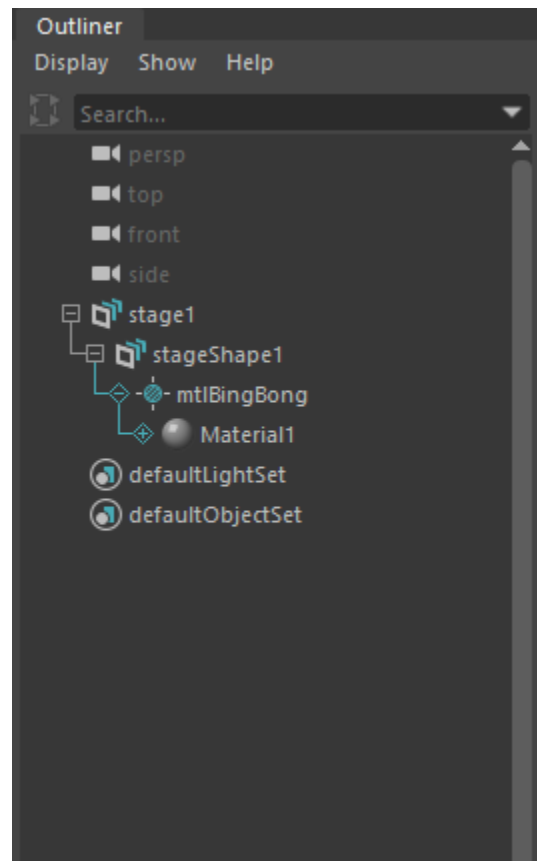 Outliner
Display Show Help
Search...
persp
top
front
side
stage1
stageShape1
mtlBingBong
Material1
defaultLightSet
defaultObjectSet